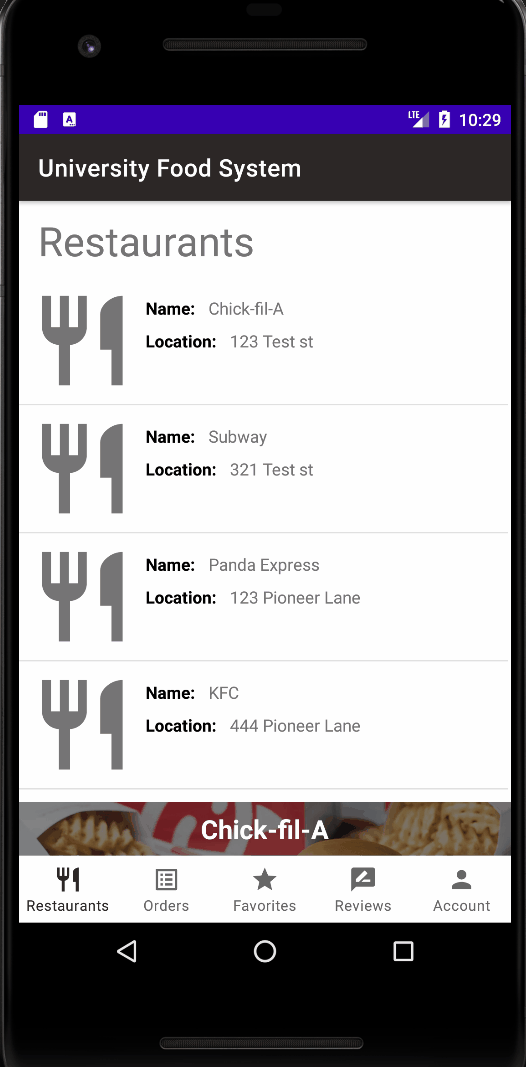 LTE 10:29
University Food System
Restaurants
Name: Chick-fil-A
Location: 123 Test st
Name: Subway
Location: 321 Test st
Name: Panda Express
Location: 123 Pioneer Lane
Name: KFC
Location: 444 Pioneer Lane
Chick-fil-A
Restaurants Orders Favorites Reviews Account